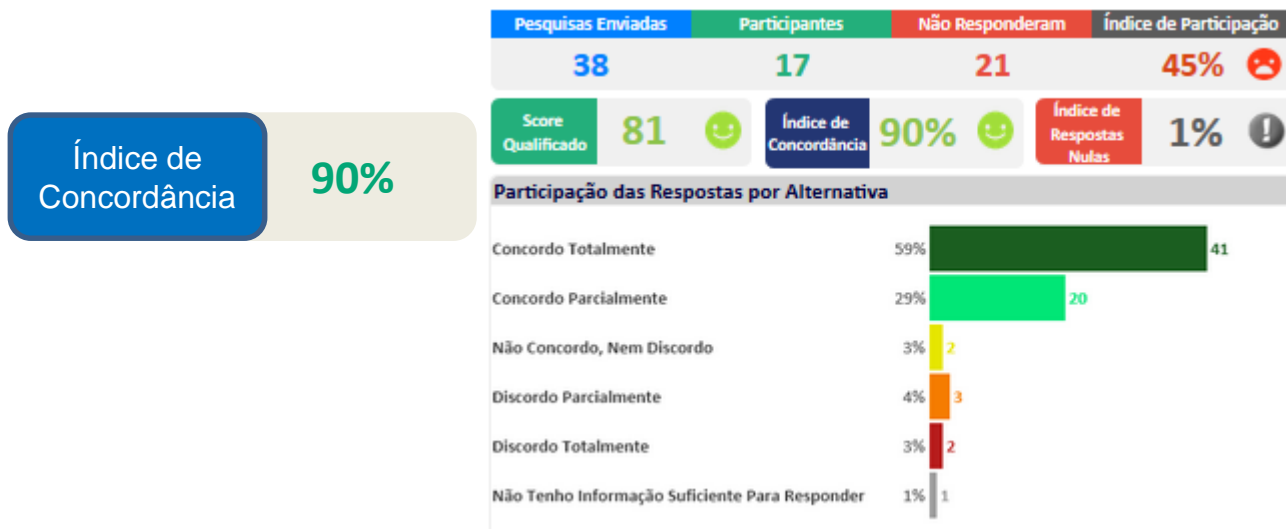 Índice de
Concordância
90%
Pesquisas Enviadas Participantes Não Responderam Índice de Participação
38 17 21 45%
Score
Qualificado
81
Índice de
Concordância
90%
Índice de
Respostas
Nulas
1%
Participação das Respostas por Alternativa
Concordo Totalmente 59% 41
Concordo Parcialmente 29% 20
Não Concordo, Nem Discordo 3% 2
Discordo Parcialmente 4% 3
Discordo Totalmente 3% 2
Não Tenho Informação Suficiente Para Responder 1% 1